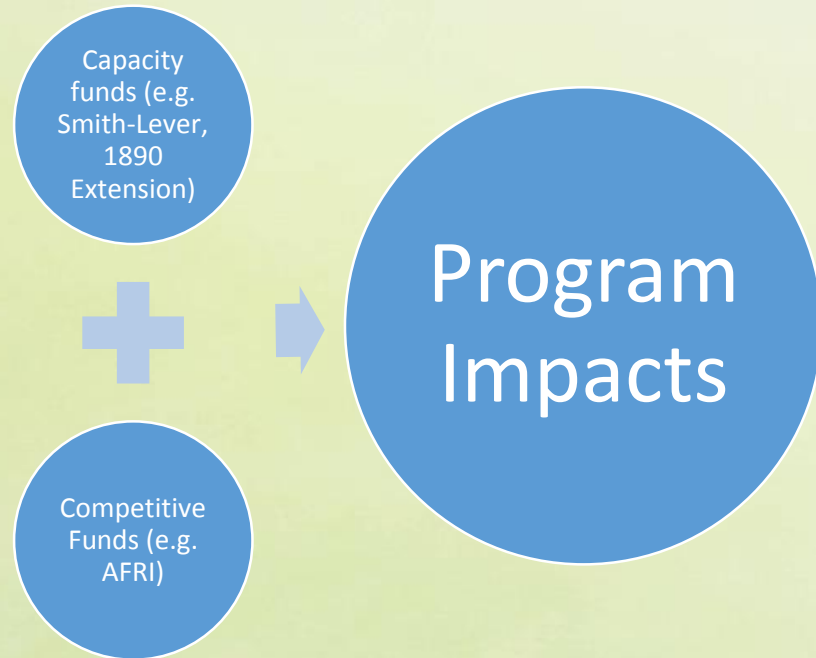 Capacity
funds (e.g.
Smith-Lever,
1890
Extension)
Competitive
Funds (e.g.
AFRI)
Program
Impacts